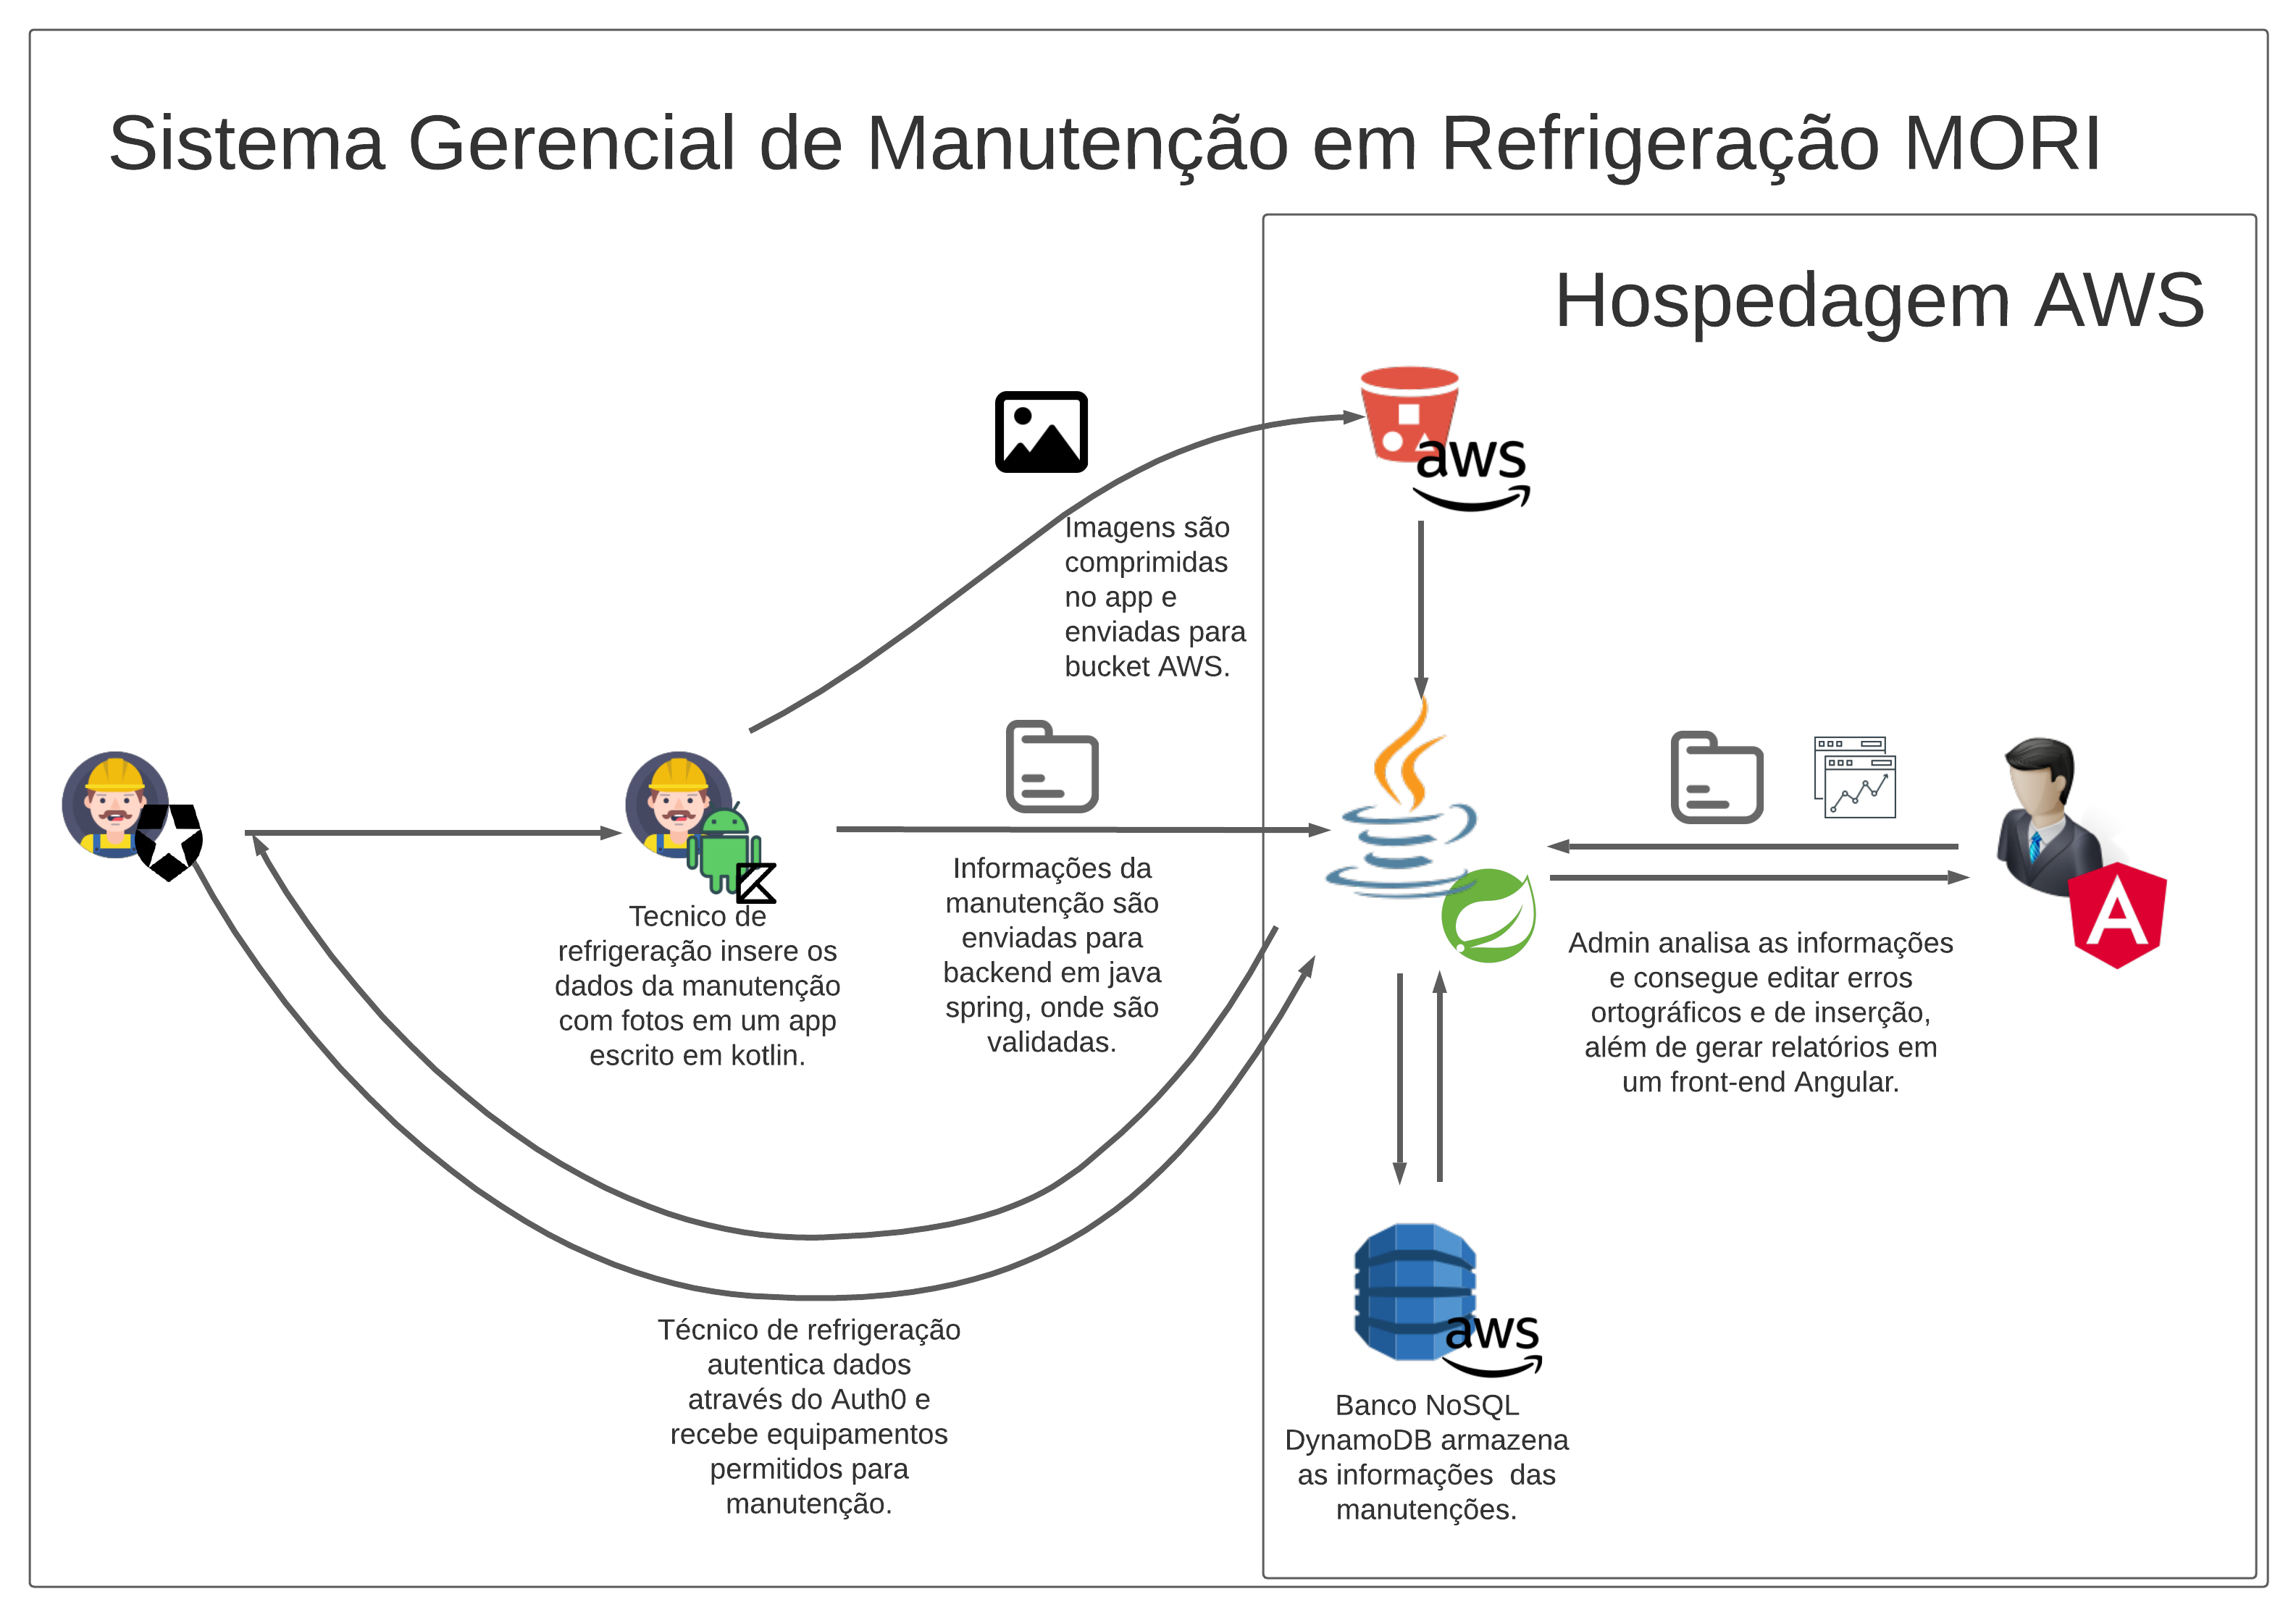 Sistema Gerencial de Manutenção em Refrigeração MORI
Hospedagem AWS
aws
Imagens são
comprimidas
no app e
enviadas para
bucket AWS.
Tecnico de
refrigeração insere os
dados da manutenção
com fotos em um app
escrito em kotlin.
Informações da
manutenção são
enviadas para
backend em java
spring, onde são
validadas.
Admin analisa as informações
e consegue editar erros
ortográficos e de inserção,
além de gerar relatórios em
um front-end Angular.
A
Técnico de refrigeração
autentica dados
através do Auth0 e
recebe equipamentos
permitidos para
manutenção.
aws
Banco NoSQL
DynamoDB armazena
as informações  das
manutenções.